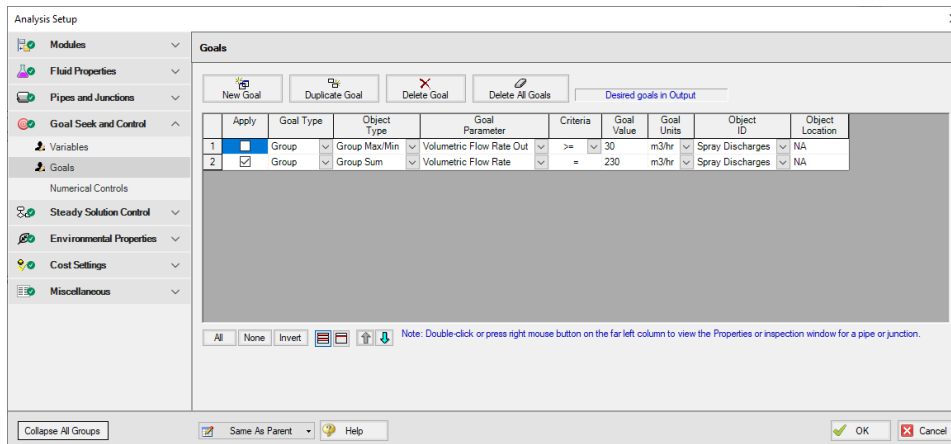 Analysis Setup
Modules
Fluid Properties
Pipes and Junctions
Goal Seek and Control
Variables
Goals
Numerical Controls
Steady Solution Control
Environmental Properties
Cost Settings
Miscellaneous
Collapse All Groups
Goals
New Goal Duplicate Goal Delete Goal Delete All Goals Desired goals in Output
Apply Goal Type Object Type Goal Parameter Criteria Goal Value Goal Units Object ID Object Location
1 Group Group Max/Min Volumetric Flow Rate Out >= 30 m3/hr Spray Discharges NA
2 Group Group Sum Volumetric Flow Rate = 230 m3/hr Spray Discharges NA
All None Invert Note: Double-click or press right mouse button on the far left column to view the Properties or inspection window for a pipe or junction.
Same As Parent Help OK Cancel